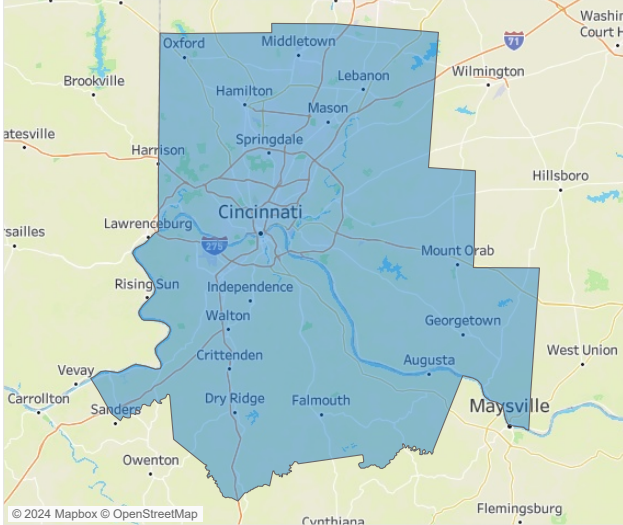 Washin
Court H
Oxford
Middletown
71
Wilmington
Lebanon
Brookville
Hamilton
Mason
atesville
Springdale
Harrison
Hillsboro
Cincinnati
Lawrenceburg
rsailles
275
Mount Orab
Rising Sun
Independence
Walton
Georgetown
Crittenden
Augusta
West Union
Vevay
Carrollton
Sanders
Dry Ridge
Falmouth
Maysville
Owenton
Flemingsburg
Cynthiana
© 2024 Mapbox © OpenStreetMap